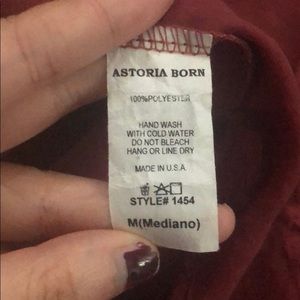 ASTORIA BORN
100%POLYESTER
HAND WASH
WITH COLD WATER
DO NOT BLEACH
HANG OR LINE DRY
MADE IN U.S.A.
STYLE# 1454
M(Mediano)